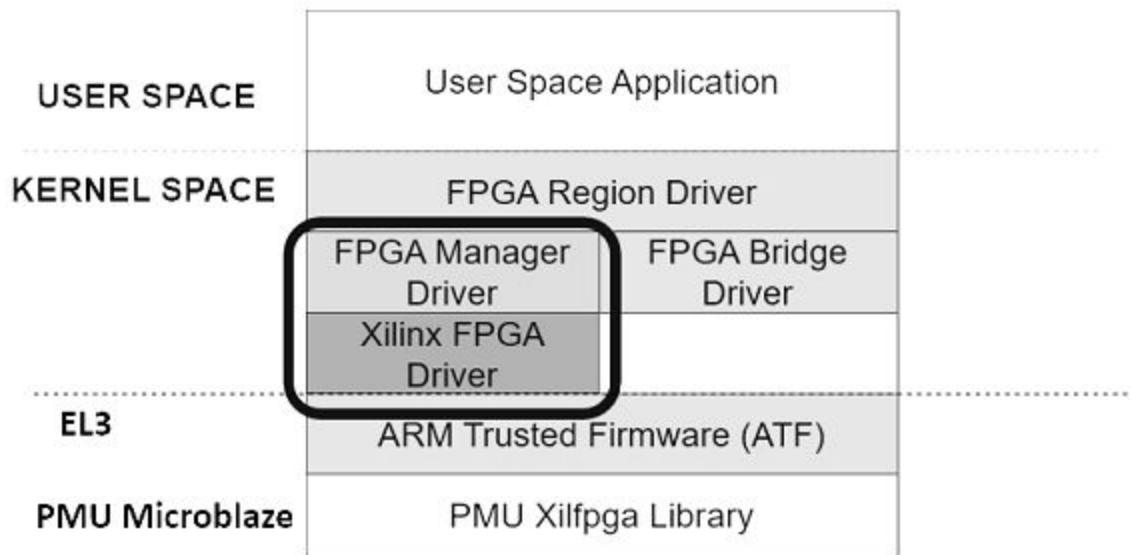 USER SPACE
User Space Application
KERNEL SPACE
FPGA Region Driver
FPGA Manager
Driver
FPGA Bridge
Driver
Xilinx FPGA
Driver
EL3
ARM Trusted Firmware (ATF)
PMU Microblaze
PMU Xilfpga Library